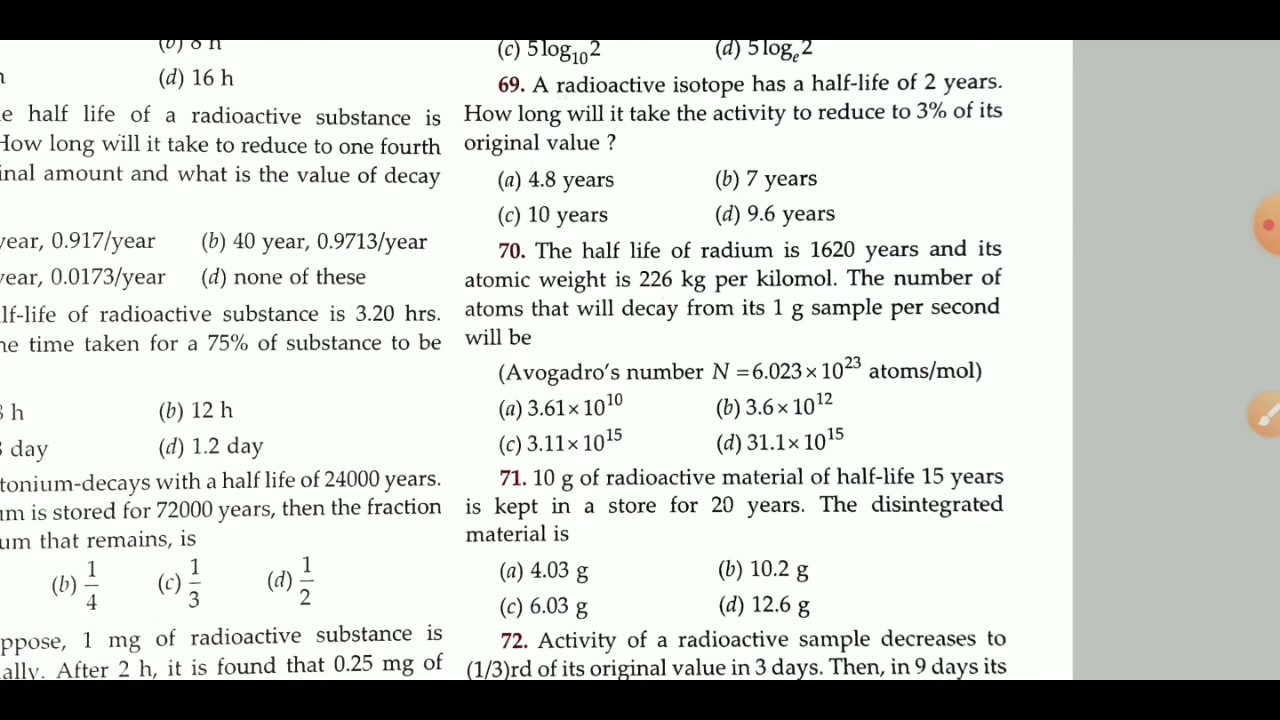 (b) 8 h
(d) 16 h
e half life of a radioactive substance is
How long will it take to reduce to one fourth
inal amount and what is the value of decay
year, 0.917/year (b) 40 year, 0.9713/year
year, 0.0173/year (d) none of these
lf-life of radioactive substance is 3.20 hrs.
ne time taken for a 75% of substance to be
h (b) 12 h
day (d) 1.2 day
tonium-decays with a half life of 24000 years.
um is stored for 72000 years, then the fraction
um that remains, is
(b) 1/4 (c) 1/3 (d) 1/2
ppose, 1 mg of radioactive substance is
ally. After 2 h, it is found that 0.25 mg of
(c) 5 log₁₀2 (d) 5 logₑ2
69. A radioactive isotope has a half-life of 2 years.
How long will it take the activity to reduce to 3% of its
original value ?
(a) 4.8 years (b) 7 years
(c) 10 years (d) 9.6 years
70. The half life of radium is 1620 years and its
atomic weight is 226 kg per kilomol. The number of
atoms that will decay from its 1 g sample per second
will be
(Avogadro's number N = 6.023 × 10²³ atoms/mol)
(a) 3.61 × 10¹⁰ (b) 3.6 × 10¹²
(c) 3.11 × 10¹⁵ (d) 31.1 × 10¹⁵
71. 10 g of radioactive material of half-life 15 years
is kept in a store for 20 years. The disintegrated
material is
(a) 4.03 g (b) 10.2 g
(c) 6.03 g (d) 12.6 g
72. Activity of a radioactive sample decreases to
(1/3)rd of its original value in 3 days. Then, in 9 days its